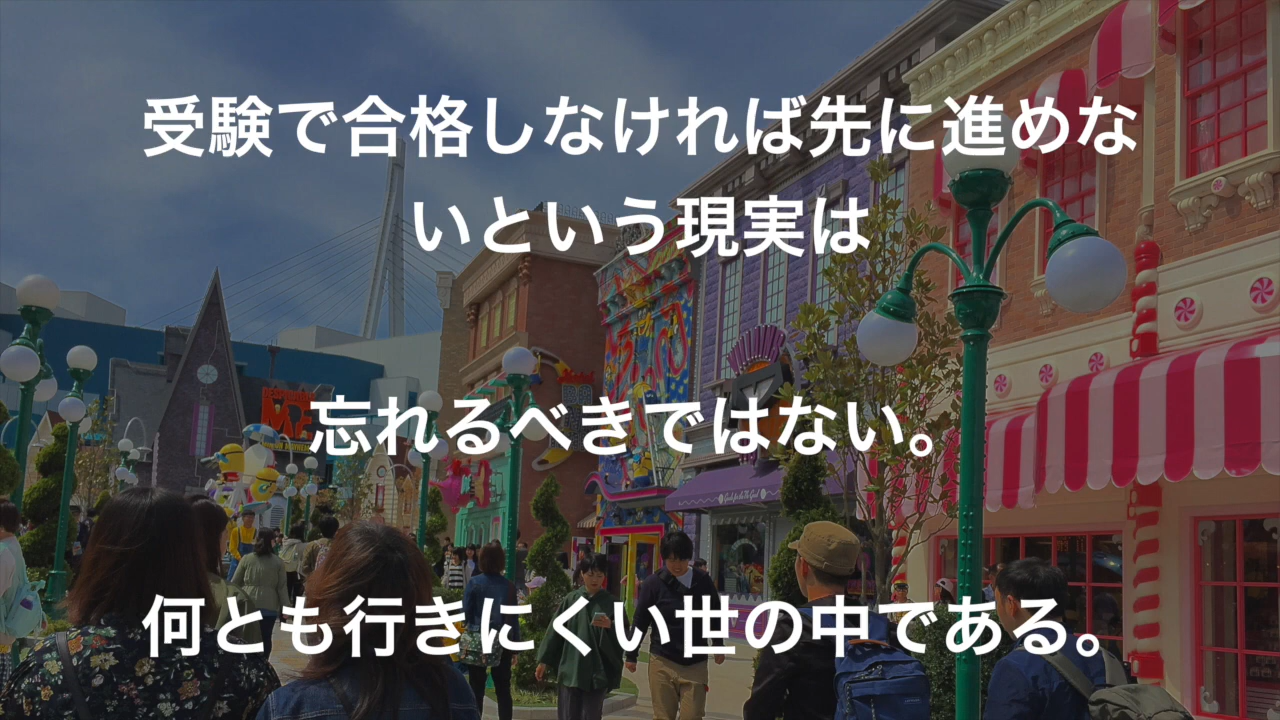 受験で合格しなければ先に進めな
いという現実は
忘れるべきではない。
何とも行きにくい世の中である。